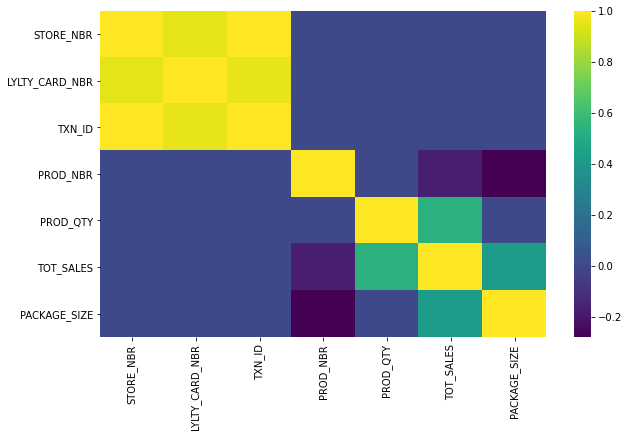 STORE_NBR
LYLTY_CARD_NBR
TXN_ID
PROD_NBR
PROD_QTY
TOT_SALES
PACKAGE_SIZE
STORE_NBR
LYLTY_CARD_NBR
TXN_ID
PROD_NBR
PROD_QTY
TOT_SALES
PACKAGE_SIZE
1.0
0.8
0.6
0.4
0.2
0.0
−0.2